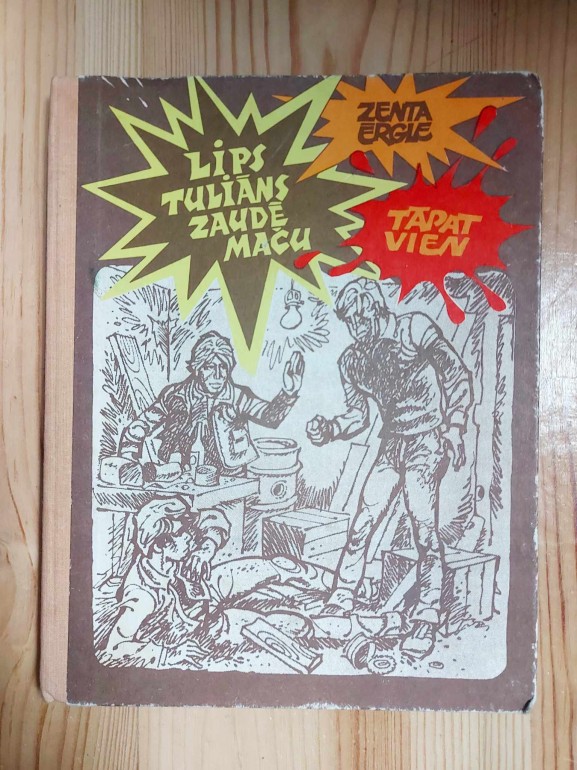 ZENTA
ĒRGLE
LIPS
TULIĀNS
ZAUDĒ
MAČU
TĀPAT
VIEN